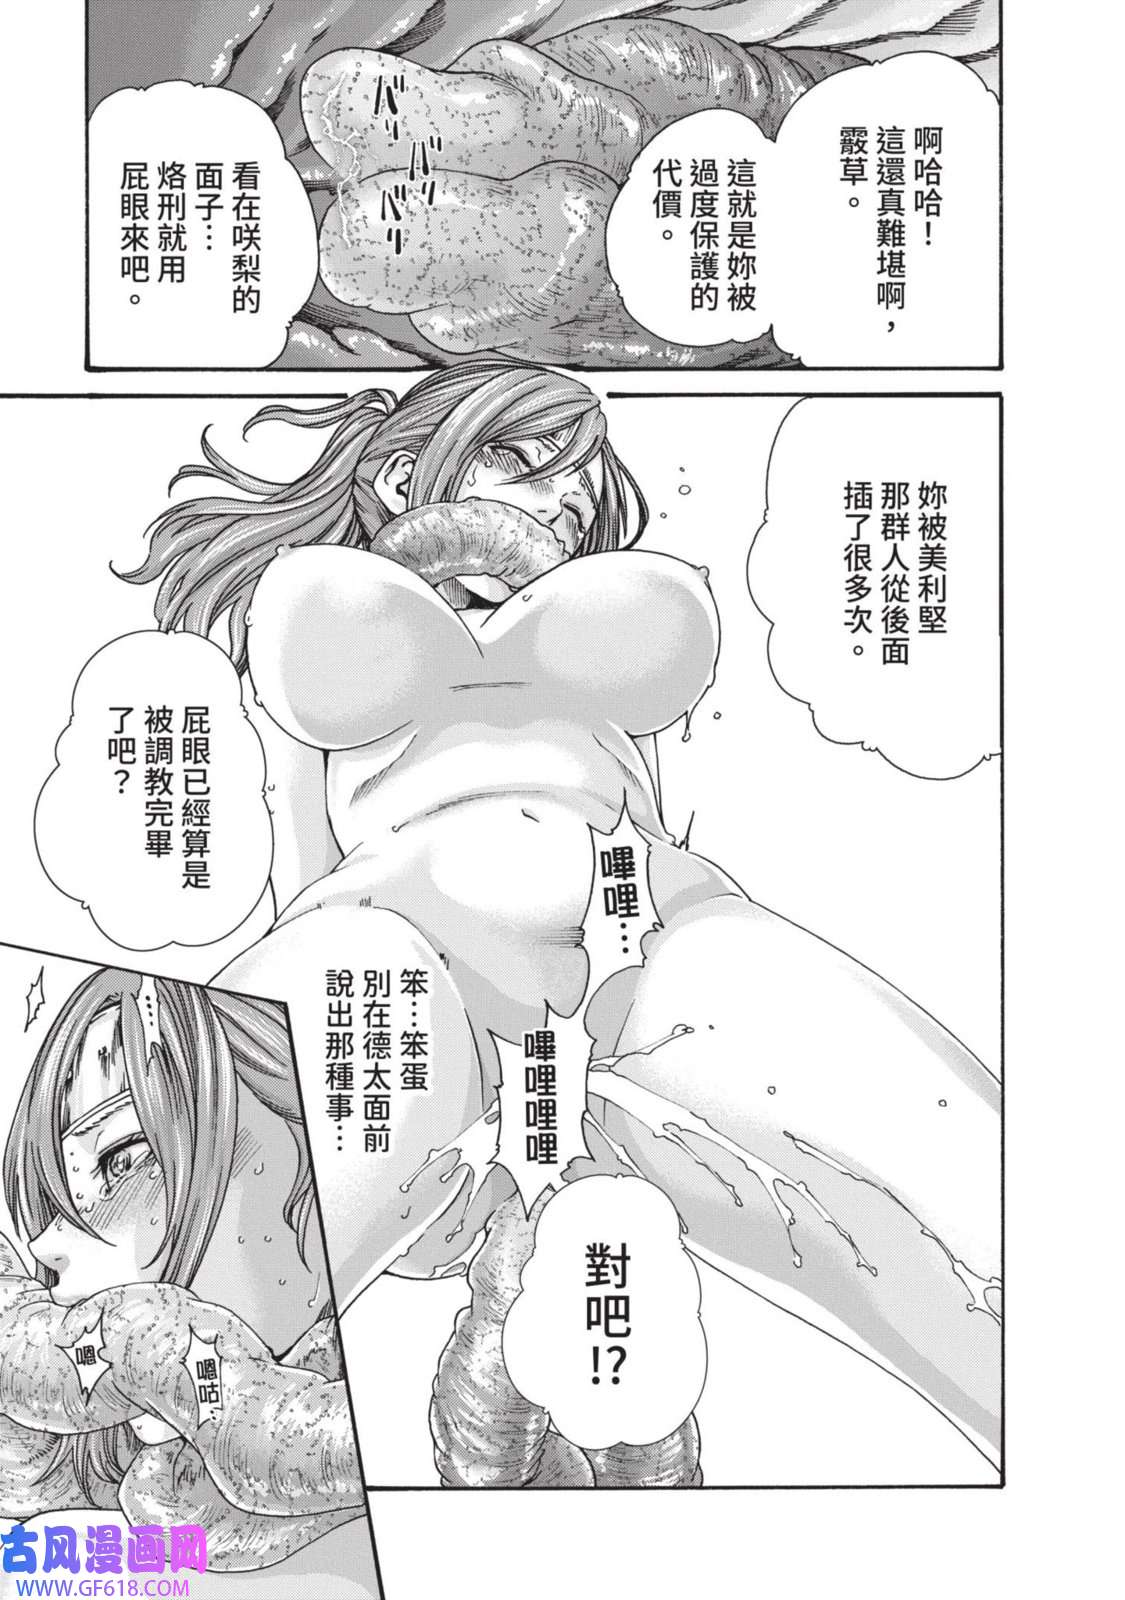 啊哈哈！
這還真難堪啊，
霰草。
這就是妳被
過度保護的
代價。
看在咲梨的
面子…
烙刑就用
屁眼來吧。
妳被美利堅
那群人從後面
插了很多次。
屁眼已經算是
被調教完畢
了吧？
嗶哩…
嗶哩哩哩
笨…笨蛋
別在德太面前
說出那種事…
對吧!?
…
嗯
嗯咕…
古风漫画网
WWW.GF618.COM